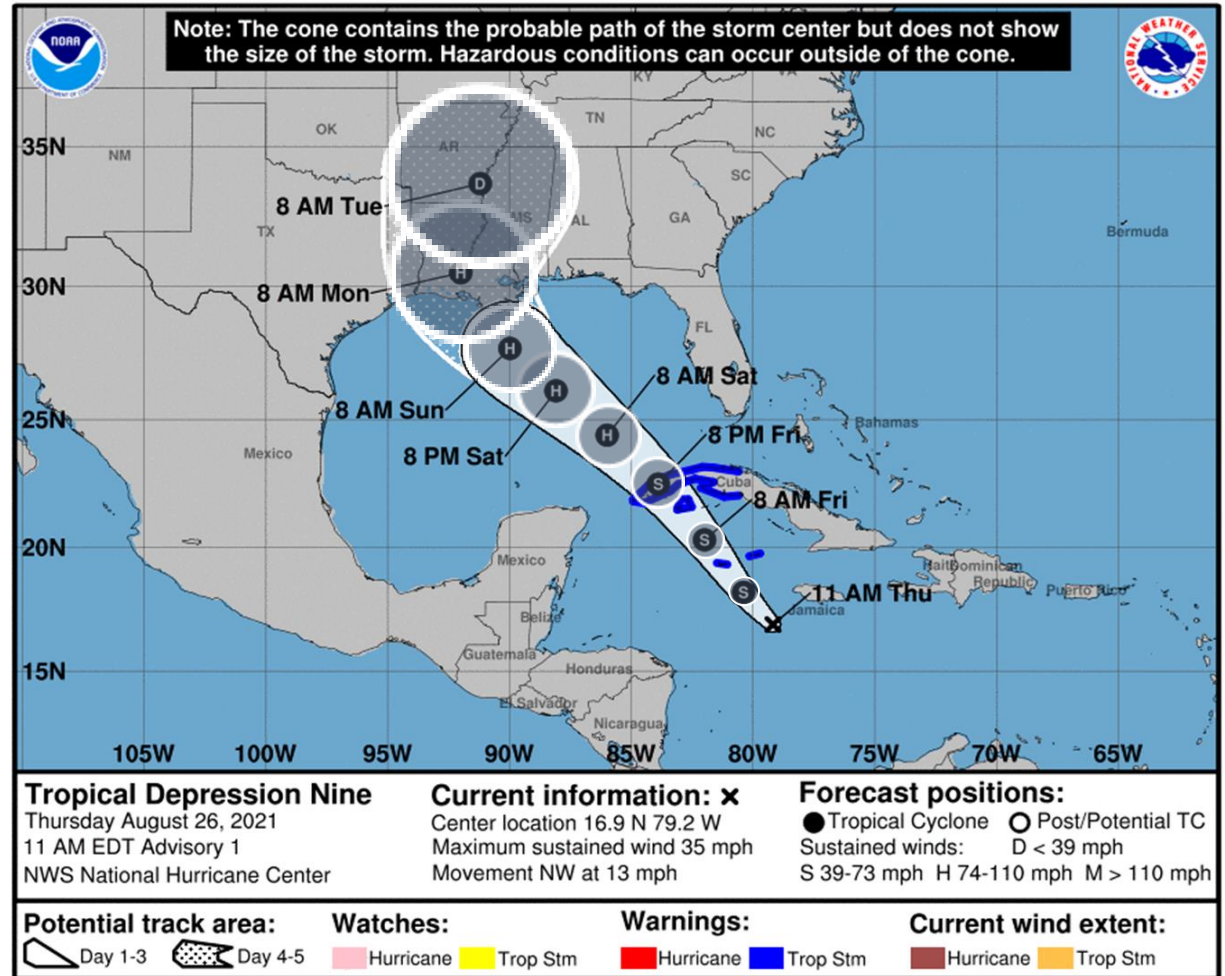 Note: The cone contains the probable path of the storm center but does not show
the size of the storm. Hazardous conditions can occur outside of the cone.
NOAA
NATIONAL WEATHER SERVICE
KY
VA
OK
TN
NC
35N
NM
AR
SC
D
8 AM Tue
MS
AL
GA
TX
Bermuda
30N
H
8 AM Mon
FL
H
8 AM Sat
H
8 AM Sun
25N
H
Bahamas
8 PM Fri
Mexico
8 PM Sat
S
Cuba
8 AM Fri
S
20N
Mexico
Haiti
Dominican
Republic
Puerto Rico
S
11 AM Thu
Jamaica
Belize
Guatemala
Honduras
15N
El Salvador
Nicaragua
105W 100W 95W 90W 85W 80W 75W 70W 65W
Tropical Depression Nine
Thursday August 26, 2021
11 AM EDT Advisory 1
NWS National Hurricane Center
Current information: x
Center location 16.9 N 79.2 W
Maximum sustained wind 35 mph
Movement NW at 13 mph
Forecast positions:
Tropical Cyclone Post/Potential TC
Sustained winds: D < 39 mph
S 39-73 mph H 74-110 mph M > 110 mph
Potential track area:
Day 1-3 Day 4-5
Watches:
Hurricane Trop Stm
Warnings:
Hurricane Trop Stm
Current wind extent:
Hurricane Trop Stm